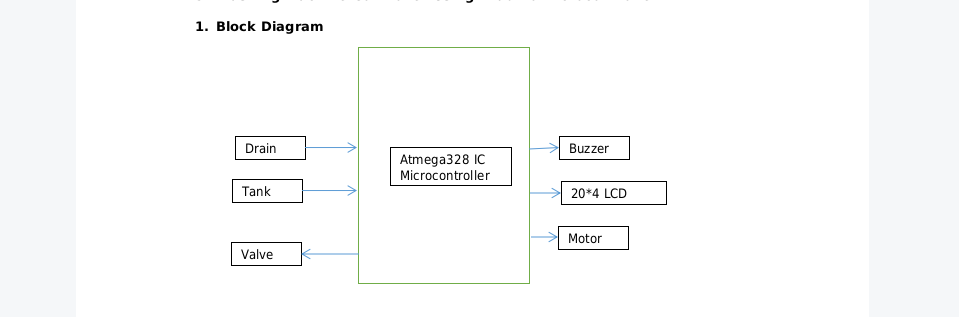 1. Block Diagram
Drain
Tank
Valve
Atmega328 IC
Microcontroller
Buzzer
20*4 LCD
Motor